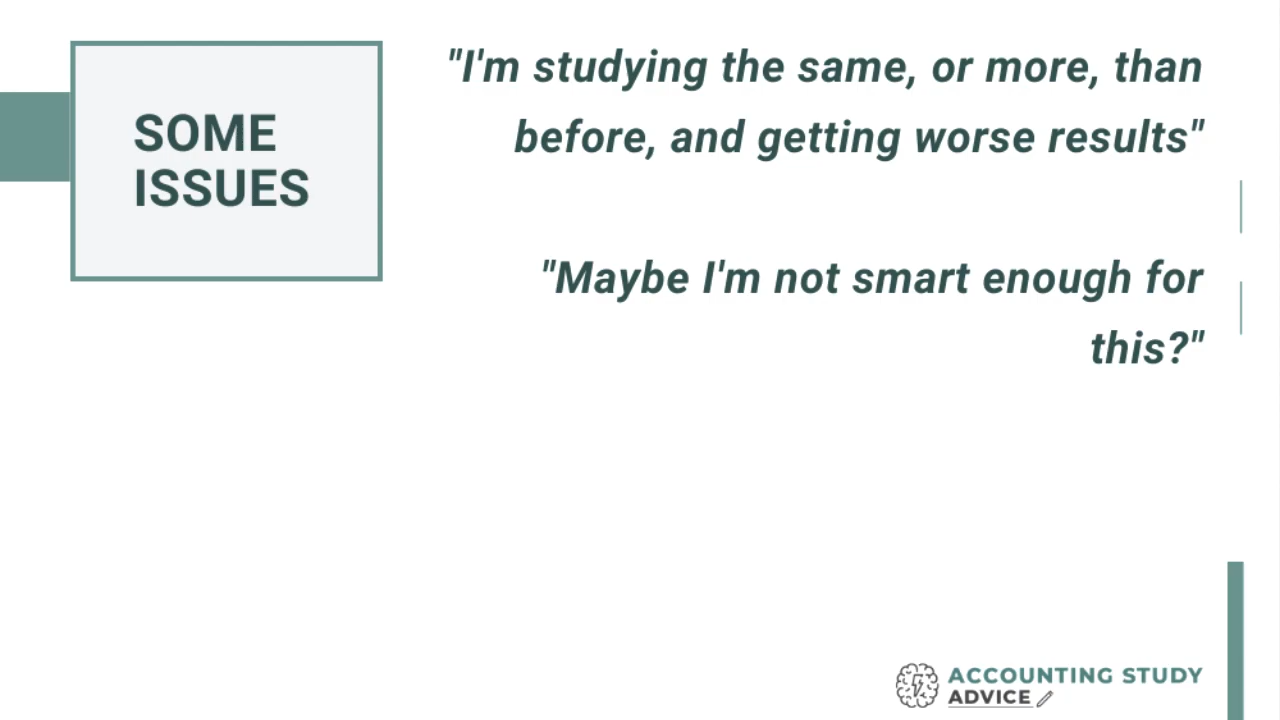 SOME
ISSUES
"I'm studying the same, or more, than
before, and getting worse results"
"Maybe I'm not smart enough for
this?"
ACCOUNTING STUDY
ADVICE